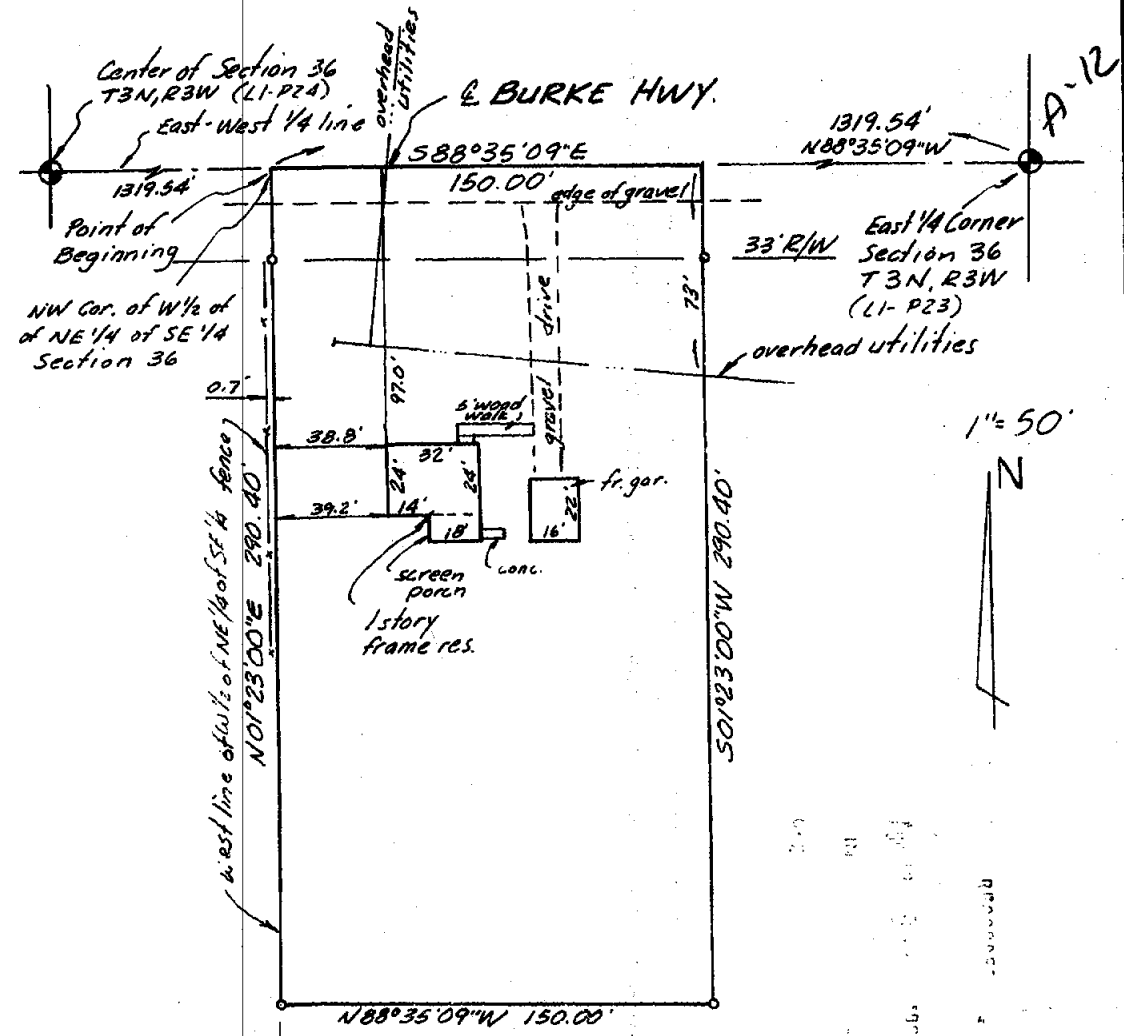 Center of Section 36
T3N, R3W (L1-P24)
East-West 1/4 line
overhead
utilities
℄ BURKE HWY.
A-12
1319.54'
N88°35'09"W
S88°35'09"E
150.00'
1319.54'
edge of gravel
Point of
Beginning
33' R/W
East 1/4 Corner
Section 36
T3N, R3W
(L1-P23)
NW Cor. of W 1/2 of
of NE 1/4 of SE 1/4
Section 36
73'
gravel drive
overhead utilities
0.7'
97.0'
wood
walk
1"=50'
N
38.8'
32'
24'
24'
fr. gar.
22'
16'
39.2'
14'
18'
conc.
screen
porch
1 story
frame res.
West line of W 1/2 of NE 1/4 of SE 1/4
fence
N01°23'00"E 290.40'
S01°23'00"W 290.40'
N88°35'09"W 150.00'